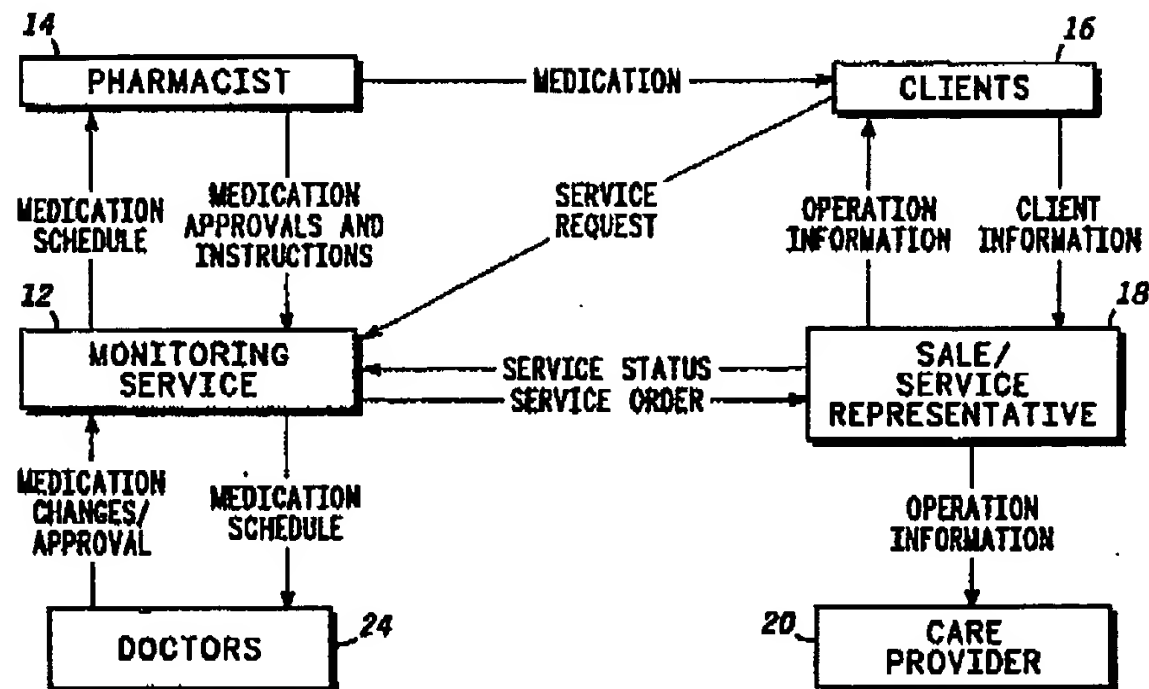 14
PHARMACIST
MEDICATION
16
CLIENTS
MEDICATION
SCHEDULE
MEDICATION
APPROVALS AND
INSTRUCTIONS
SERVICE
REQUEST
OPERATION
INFORMATION
CLIENT
INFORMATION
12
MONITORING
SERVICE
SERVICE STATUS
SERVICE ORDER
18
SALE/
SERVICE
REPRESENTATIVE
MEDICATION
CHANGES/
APPROVAL
MEDICATION
SCHEDULE
OPERATION
INFORMATION
DOCTORS
24
20
CARE
PROVIDER